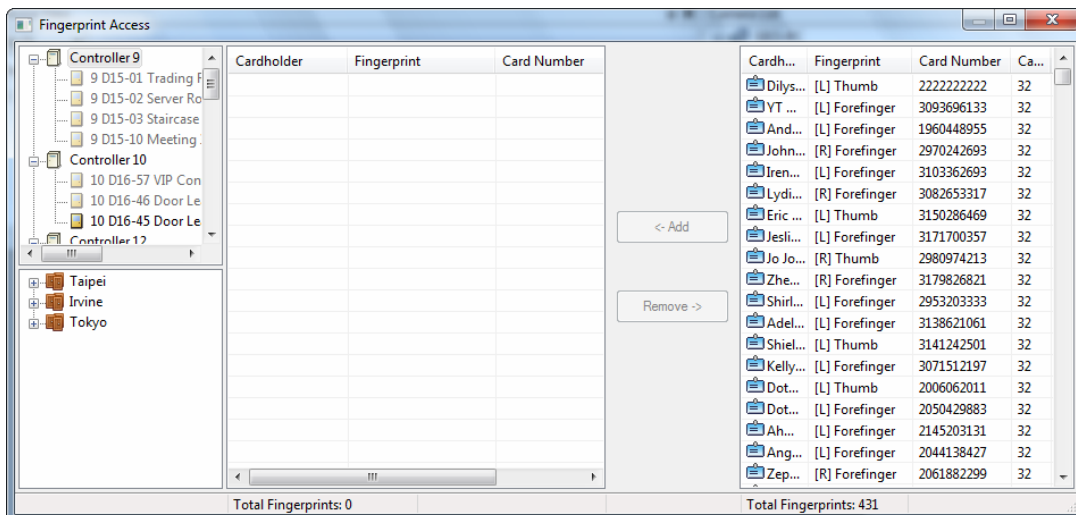 Fingerprint Access
Controller 9
9 D15-01 Trading
9 D15-02 Server Ro
9 D15-03 Staircase
9 D15-10 Meeting
Controller 10
10 D16-57 VIP Con
10 D16-46 Door Le
10 D16-45 Door Le
Controller 12
Taipei
Irvine
Tokyo
Cardholder Fingerprint Card Number
<- Add
Remove ->
Cardh... Fingerprint Card Number Ca...
Dilys... [L] Thumb 2222222222 32
YT ... [L] Forefinger 3093696133 32
And... [L] Forefinger 1960448955 32
John... [R] Forefinger 2970242693 32
Iren... [L] Forefinger 3103362693 32
Lydi... [R] Forefinger 3082653317 32
Eric ... [L] Thumb 3150286469 32
Jesli... [L] Forefinger 3171700357 32
Jo Jo... [R] Thumb 2980974213 32
Zhe... [R] Forefinger 3179826821 32
Shirl... [L] Forefinger 2953203333 32
Adel... [L] Forefinger 3138621061 32
Shiel... [L] Thumb 3141242501 32
Kelly... [L] Forefinger 3071512197 32
Dot... [L] Thumb 2006062011 32
Dot... [L] Forefinger 2050429883 32
Ah... [L] Forefinger 2145203131 32
Ang... [L] Forefinger 2044138427 32
Zep... [R] Forefinger 2061882299 32
Total Fingerprints: 0
Total Fingerprints: 431